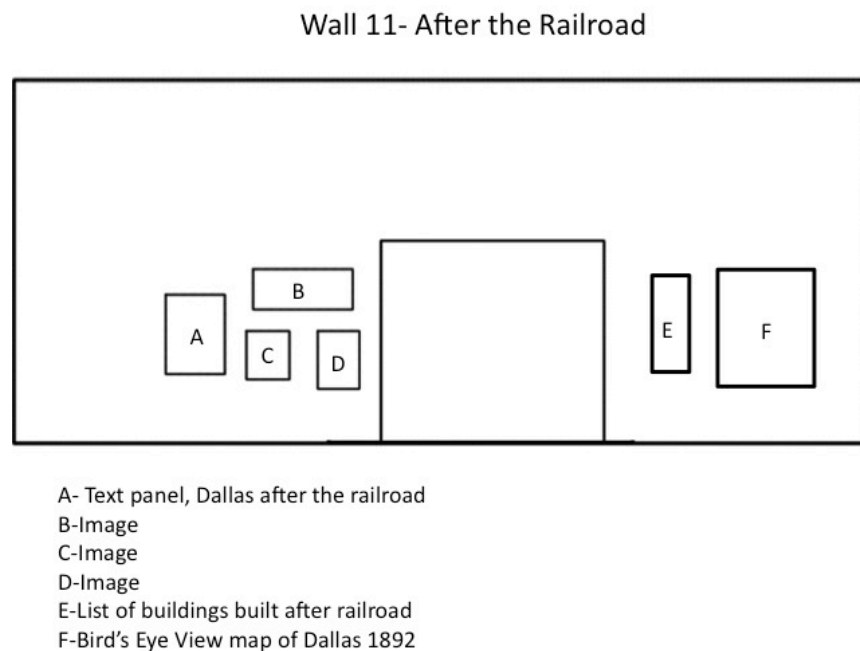 Wall 11- After the Railroad
B
A
C
D
E
F
A- Text panel, Dallas after the railroad
B-Image
C-Image
D-Image
E-List of buildings built after railroad
F-Bird’s Eye View map of Dallas 1892